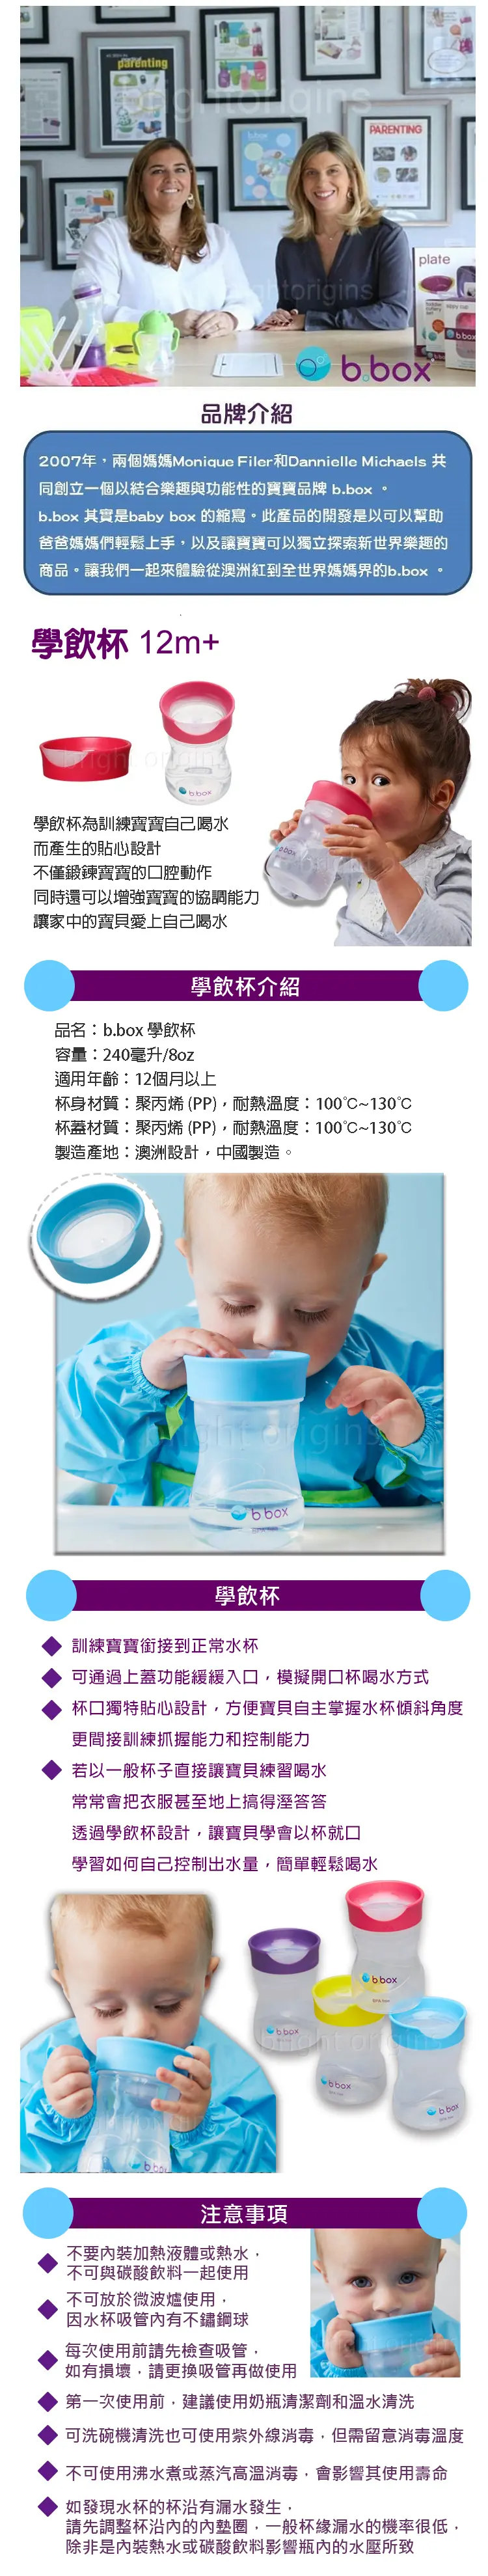 parenting
PARENTING
plate
b.box
品牌介紹
2007年，兩個媽媽Monique Filer和Dannielle Michaels 共
同創立一個以結合樂趣與功能性的寶寶品牌 b.box 。
b.box 其實是baby box 的縮寫。此產品的開發是以可以幫助
爸爸媽媽們輕鬆上手，以及讓寶寶可以獨立探索新世界樂趣的
商品。讓我們一起來體驗從澳洲紅到全世界媽媽界的b.box 。
學飲杯 12m+
bright origins
b.box
學飲杯為訓練寶寶自己喝水
而產生的貼心設計
不僅鍛鍊寶寶的口腔動作
同時還可以增強寶寶的協調能力
讓家中的寶貝愛上自己喝水
b.box
學飲杯介紹
品名：b.box 學飲杯
容量：240毫升/8oz
適用年齡：12個月以上
杯身材質：聚丙烯 (PP)，耐熱溫度：100℃~130℃
杯蓋材質：聚丙烯 (PP)，耐熱溫度：100℃~130℃
製造產地：澳洲設計，中國製造。
bright origins
b.box
學飲杯
訓練寶寶銜接到正常水杯
可通過上蓋功能緩緩入口，模擬開口杯喝水方式
杯口獨特貼心設計，方便寶貝自主掌握水杯傾斜角度
更間接訓練抓握能力和控制能力
若以一般杯子直接讓寶貝練習喝水
常常會把衣服甚至地上搞得溼答答
透過學飲杯設計，讓寶貝學會以杯就口
學習如何自己控制出水量，簡單輕鬆喝水
b.box
b.box
b.box
b.box
bright origins
注意事項
不要內裝加熱液體或熱水，
不可與碳酸飲料一起使用
不可放於微波爐使用，
因水杯吸管內有不鏽鋼球
每次使用前請先檢查吸管，
如有損壞，請更換吸管再做使用
第一次使用前，建議使用奶瓶清潔劑和溫水清洗
可洗碗機清洗也可使用紫外線消毒，但需留意消毒溫度
不可使用沸水煮或蒸汽高溫消毒，會影響其使用壽命
如發現水杯的杯沿有漏水發生，
請先調整杯沿內的內墊圈，一般杯緣漏水的機率很低，
除非是內裝熱水或碳酸飲料影響瓶內的水壓所致